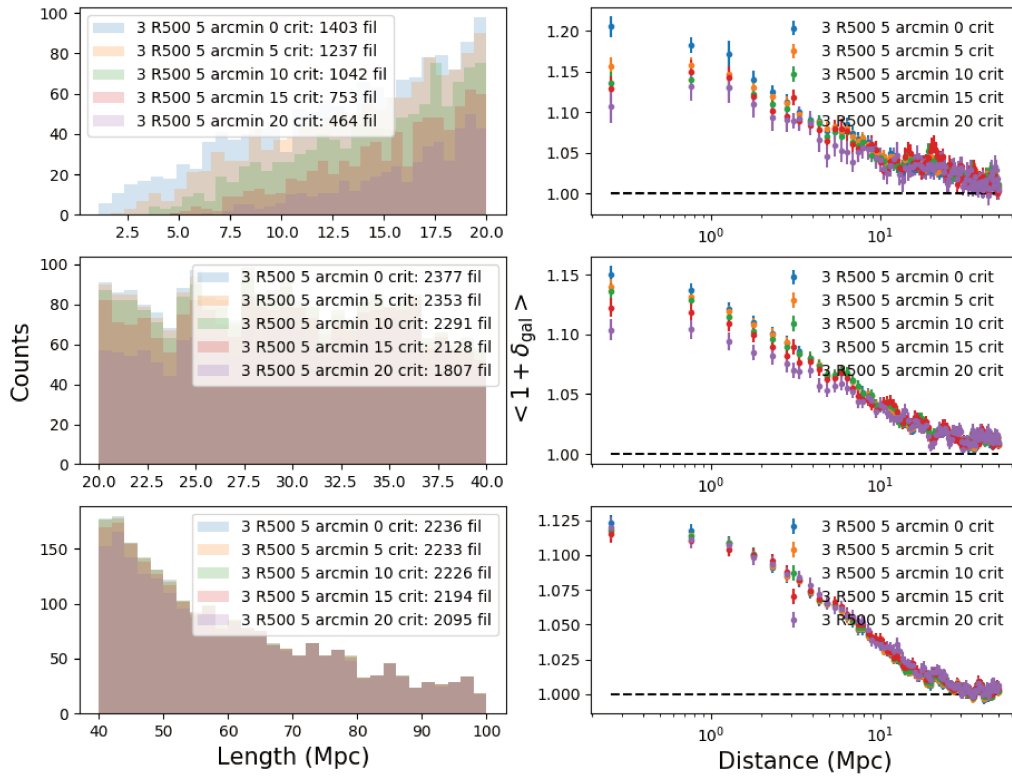 100
80
60
40
20
0
3 R500 5 arcmin 0 crit: 1403 fil
3 R500 5 arcmin 5 crit: 1237 fil
3 R500 5 arcmin 10 crit: 1042 fil
3 R500 5 arcmin 15 crit: 753 fil
3 R500 5 arcmin 20 crit: 464 fil
2.5 5.0 7.5 10.0 12.5 15.0 17.5 20.0
1.20
1.15
1.10
1.05
1.00
3 R500 5 arcmin 0 crit
3 R500 5 arcmin 5 crit
3 R500 5 arcmin 10 crit
3 R500 5 arcmin 15 crit
3 R500 5 arcmin 20 crit
10⁰ 10¹
Counts
100
80
60
40
20
0
3 R500 5 arcmin 0 crit: 2377 fil
3 R500 5 arcmin 5 crit: 2353 fil
3 R500 5 arcmin 10 crit: 2291 fil
3 R500 5 arcmin 15 crit: 2128 fil
3 R500 5 arcmin 20 crit: 1807 fil
20.0 22.5 25.0 27.5 30.0 32.5 35.0 37.5 40.0
< 1 + δgal >
1.15
1.10
1.05
1.00
3 R500 5 arcmin 0 crit
3 R500 5 arcmin 5 crit
3 R500 5 arcmin 10 crit
3 R500 5 arcmin 15 crit
3 R500 5 arcmin 20 crit
10⁰ 10¹
150
100
50
0
3 R500 5 arcmin 0 crit: 2236 fil
3 R500 5 arcmin 5 crit: 2233 fil
3 R500 5 arcmin 10 crit: 2226 fil
3 R500 5 arcmin 15 crit: 2194 fil
3 R500 5 arcmin 20 crit: 2095 fil
40 50 60 70 80 90 100
Length (Mpc)
1.125
1.100
1.075
1.050
1.025
1.000
3 R500 5 arcmin 0 crit
3 R500 5 arcmin 5 crit
3 R500 5 arcmin 10 crit
3 R500 5 arcmin 15 crit
3 R500 5 arcmin 20 crit
10⁰ 10¹
Distance (Mpc)